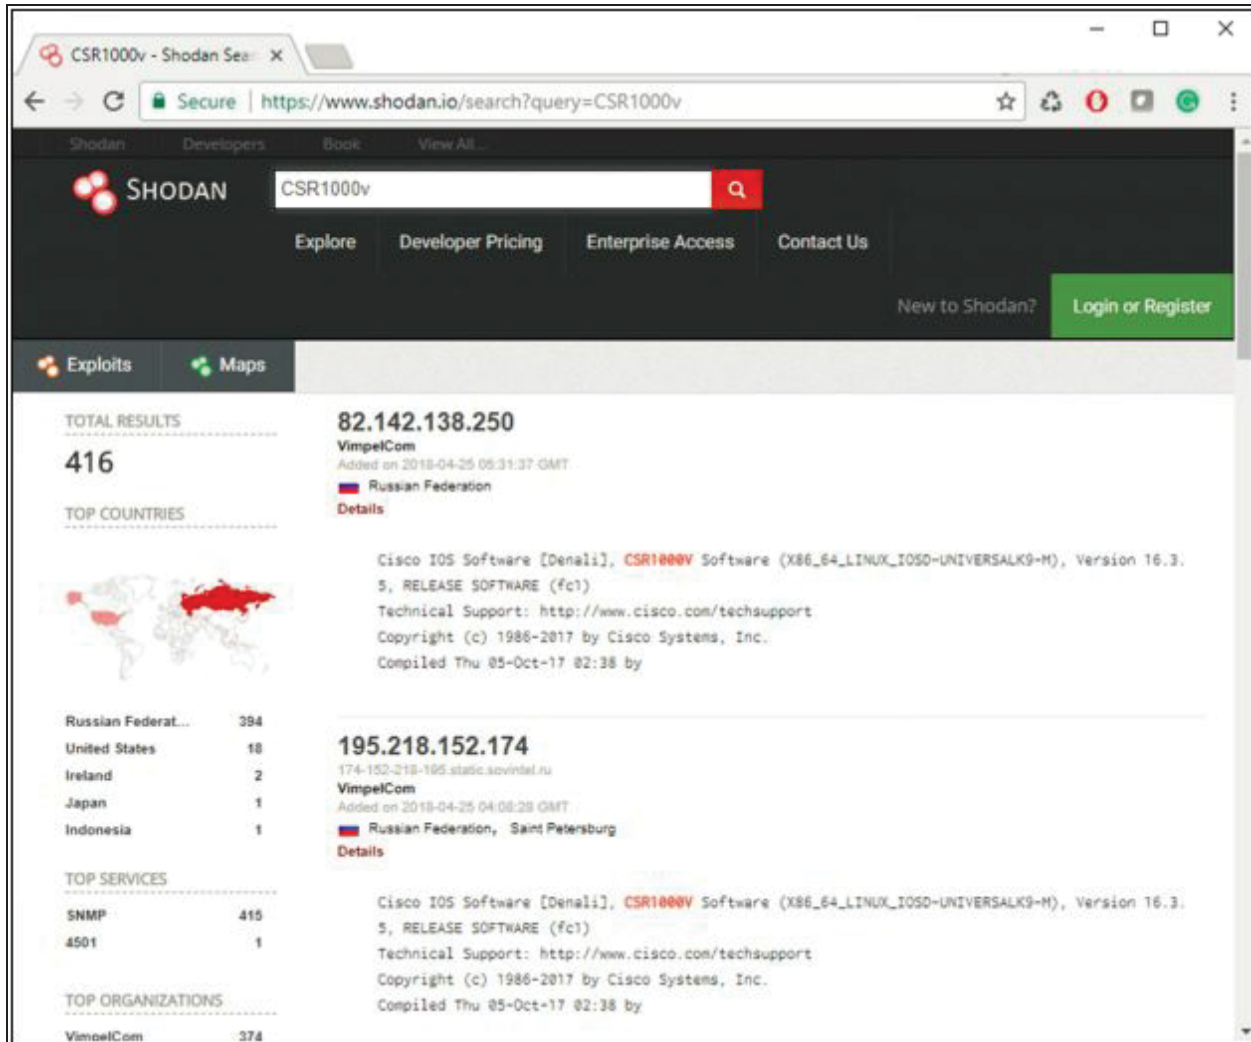 CSR1000v - Shodan Sear
Secure | https://www.shodan.io/search?query=CSR1000v
Shodan Developers Book View All...
SHODAN
CSR1000v
Explore Developer Pricing Enterprise Access Contact Us
New to Shodan? Login or Register
Exploits Maps
TOTAL RESULTS
416
TOP COUNTRIES
Russian Federat... 394
United States 18
Ireland 2
Japan 1
Indonesia 1
TOP SERVICES
SNMP 415
4501 1
TOP ORGANIZATIONS
VimpelCom 374
82.142.138.250
VimpelCom
Added on 2018-04-25 05:31:37 GMT
Russian Federation
Details
Cisco IOS Software [Denali], CSR1000V Software (X86_64_LINUX_IOSD-UNIVERSALK9-M), Version 16.3.
5, RELEASE SOFTWARE (fc1)
Technical Support: http://www.cisco.com/techsupport
Copyright (c) 1986-2017 by Cisco Systems, Inc.
Compiled Thu 05-Oct-17 02:38 by
195.218.152.174
174-152-218-195.static.sovintel.ru
VimpelCom
Added on 2018-04-25 04:08:28 GMT
Russian Federation, Saint Petersburg
Details
Cisco IOS Software [Denali], CSR1000V Software (X86_64_LINUX_IOSD-UNIVERSALK9-M), Version 16.3.
5, RELEASE SOFTWARE (fc1)
Technical Support: http://www.cisco.com/techsupport
Copyright (c) 1986-2017 by Cisco Systems, Inc.
Compiled Thu 05-Oct-17 02:38 by